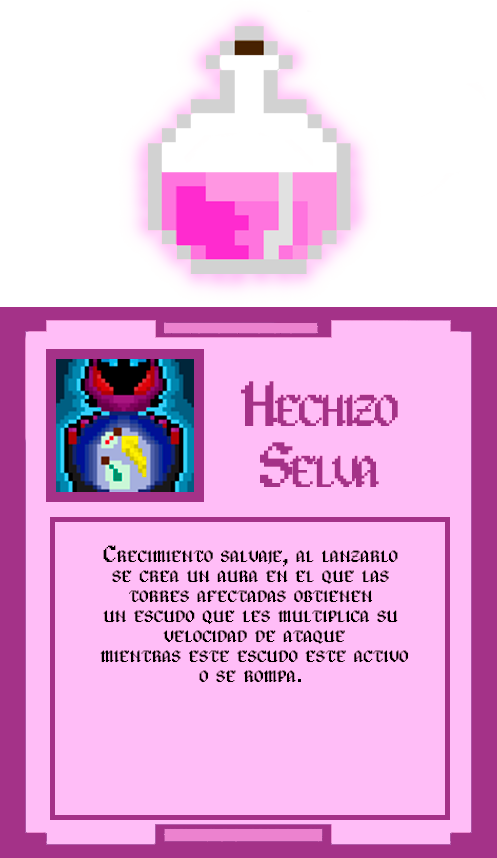 Hechizo
Selva
Crecimiento salvaje, al lanzarlo
se crea un aura en el que las
torres afectadas obtienen
un escudo que les multiplica su
velocidad de ataque
mientras este escudo este activo
o se rompa.